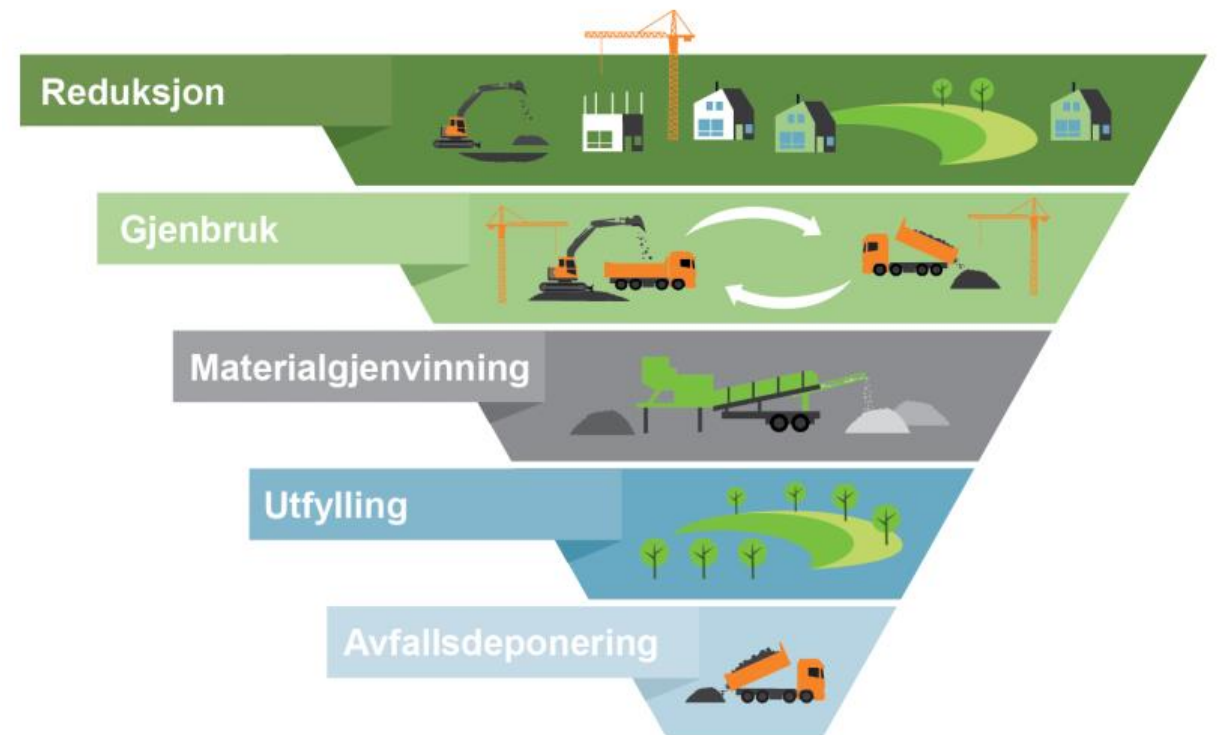 Reduksjon
Gjenbruk
Materialgjenvinning
Utfylling
Avfallsdeponering